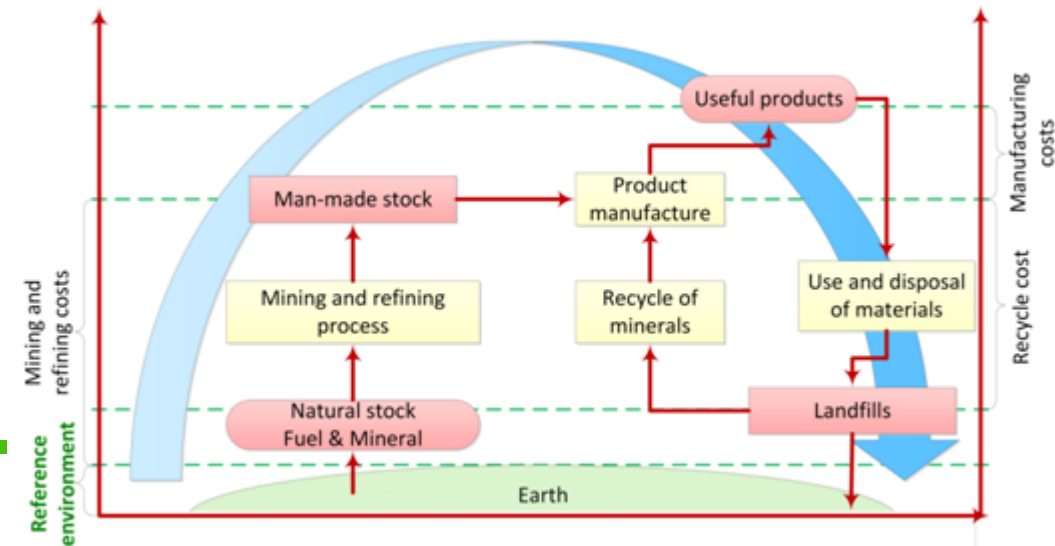 Useful products
Manufacturing
costs
Man-made stock
Product
manufacture
Mining and
refining costs
Mining and refining
process
Recycle of
minerals
Use and disposal
of materials
Recycle cost
Natural stock
Fuel & Mineral
Landfills
Reference
environment
Earth